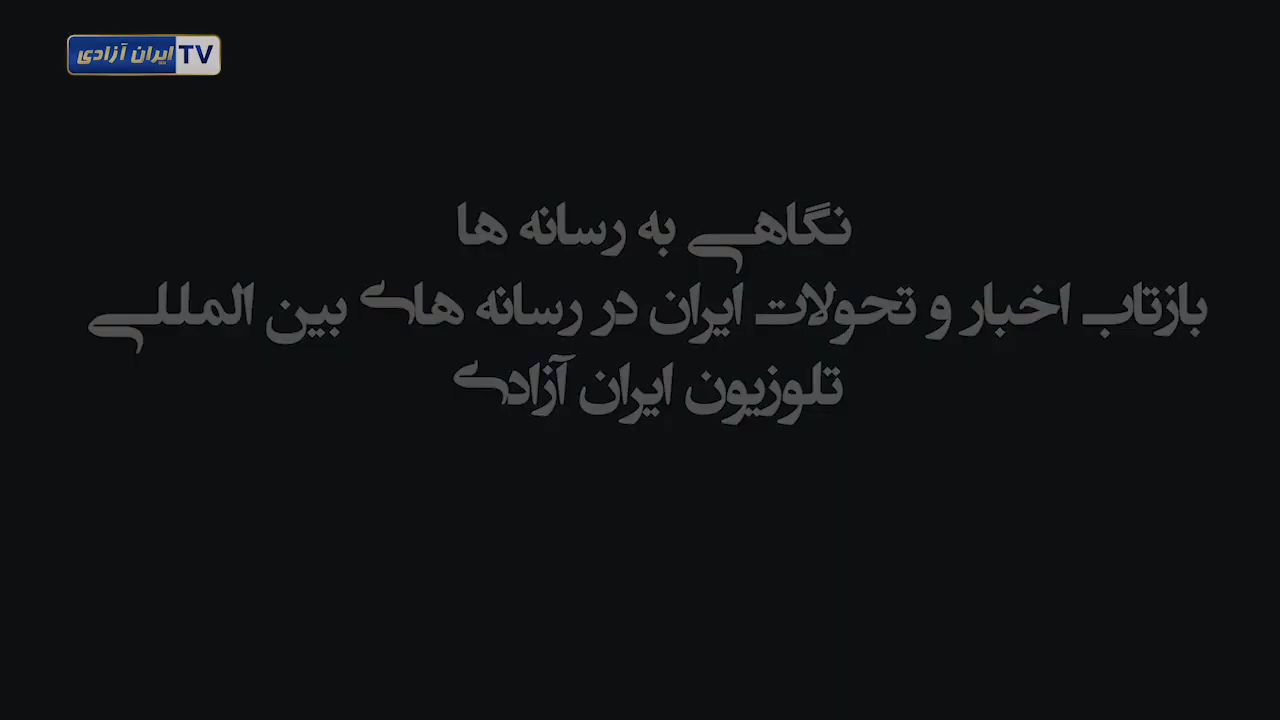 ایران آزادی TV
نگاهی به رسانه ها
بازتاب اخبار و تحولات ایران در رسانه های بین المللی
تلوزیون ایران آزادی